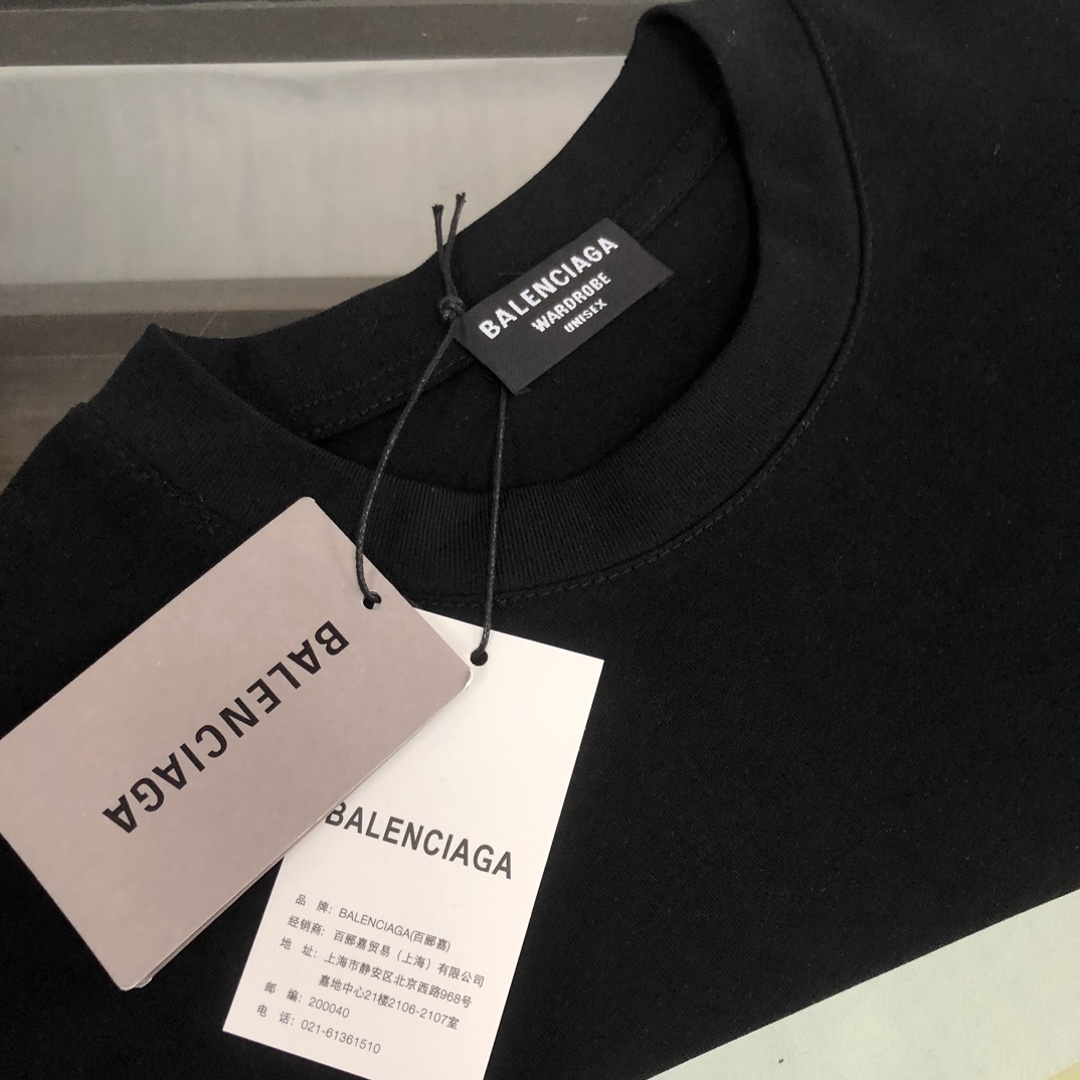 BALENCIAGA
WARDROBE
UNISEX
BALENCIAGA
BALENCIAGA
品 牌: BALENCIAGA(百郦嘉)
经销商: 百郦嘉贸易（上海）有限公司
地 址: 上海市静安区北京西路968号
嘉地中心21楼2106-2107室
邮 编: 200040
电 话: 021-61361510